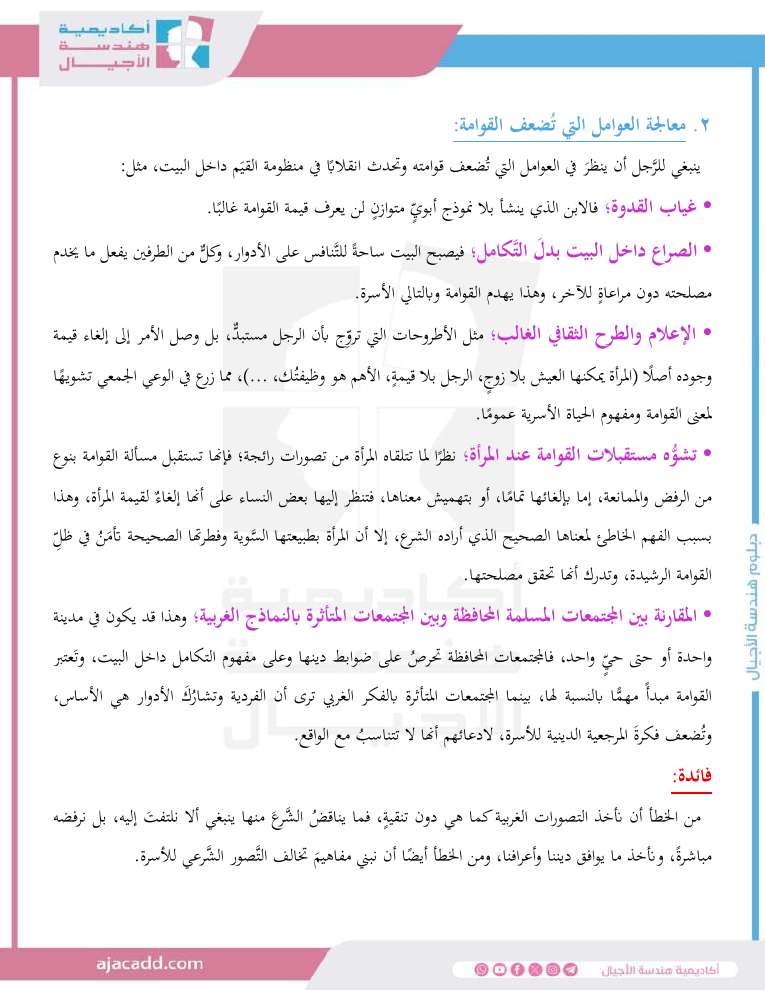 أكاديمية
هندسة
الأجيال
٢. معالجة العوامل التي تُضعف القوامة:
ينبغي للرَّجل أن ينظرَ في العوامل التي تُضعف قوامته وتحدث انقلابًا في منظومة القيَم داخل البيت، مثل:
• غياب القدوة؛ فالابن الذي ينشأ بلا نموذج أبويٍّ متوازنٍ لن يعرف قيمة القوامة غالبًا.
• الصراع داخل البيت بدلَ التَّكامل؛ فيصبح البيت ساحةً للتَّنافس على الأدوار، وكلٌّ من الطرفين يفعل ما يخدم
مصلحته دون مراعاةٍ للآخر، وهذا يهدم القوامة وبالتالي الأسرة.
• الإعلام والطرح الثقافي الغالب؛ مثل الأطروحات التي تروِّج بأن الرجل مستبدٌّ، بل وصل الأمر إلى إلغاء قيمة
وجوده أصلًا (المرأة يمكنها العيش بلا زوجٍ، الرجل بلا قيمةٍ، الأهم هو وظيفتُك، ...)، مما زرع في الوعي الجمعي تشويهًا
لمعنى القوامة ومفهوم الحياة الأسرية عمومًا.
• تشوُّه مستقبلات القوامة عند المرأة؛ نظرًا لما تتلقاه المرأة من تصورات رائجة؛ فإنها تستقبل مسألة القوامة بنوع
من الرفض والممانعة، إما بإلغائها تمامًا، أو بتهميش معناها، فتنظر إليها بعض النساء على أنها إلغاءٌ لقيمة المرأة، وهذا
بسبب الفهم الخاطئ لمعناها الصحيح الذي أراده الشرع، إلا أن المرأة بطبيعتها السَّوية وفطرتها الصحيحة تأمَنُ في ظلِّ
القوامة الرشيدة، وتدرك أنها تحقق مصلحتها.
• المقارنة بين المجتمعات المسلمة المحافظة وبين المجتمعات المتأثرة بالنماذج الغربية؛ وهذا قد يكون في مدينة
واحدة أو حتى حيٍّ واحد، فالمجتمعات المحافظة تحرصُ على ضوابط دينها وعلى مفهوم التكامل داخل البيت، وتَعتبر
القوامة مبدأً مهمًّا بالنسبة لها، بينما المجتمعات المتأثرة بالفكر الغربي ترى أن الفردية وتشارُكَ الأدوار هي الأساس،
وتُضعف فكرةَ المرجعية الدينية للأسرة، لادعائهم أنها لا تتناسبُ مع الواقع.
فائدة:
من الخطأ أن نأخذ التصورات الغربية كما هي دون تنقيةٍ، فما يناقضُ الشَّرعَ منها ينبغي ألا نلتفتَ إليه، بل نرفضه
مباشرةً، ونأخذ ما يوافق ديننا وأعرافنا، ومن الخطأ أيضًا أن نبني مفاهيمَ تخالف التَّصور الشَّرعي للأسرة.
دبلوم هندسة الأجيال
أكاديمية
هندسة
الأجيال
ajacadd.com
أكاديمية هندسة الأجيال